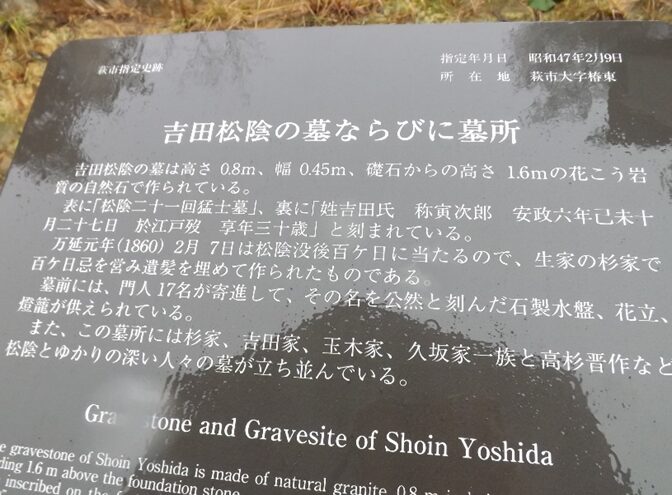 萩市指定史跡
指定年月日 昭和47年2月9日
所在地 萩市大字椿東
吉田松陰の墓ならびに墓所
吉田松陰の墓は高さ 0.8m、幅 0.45m、礎石からの高さ 1.6mの花こう岩
質の自然石で作られている。
表に「松陰二十一回猛士墓」、裏に「姓吉田氏 称寅次郎 安政六年己未十
月二十七日 於江戸歿 享年三十歳」と刻まれている。
万延元年(1860) 2月 7日は松陰没後百ケ日に当たるので、生家の杉家で
百ケ日忌を営み遺髪を埋めて作られたものである。
墓前には、門人17名が寄進して、その名を公然と刻んだ石製水盤、花立、
燈籠が供えられている。
また、この墓所には杉家、吉田家、玉木家、久坂家一族と高杉晋作など
松陰とゆかりの深い人々の墓が立ち並んでいる。
Gravestone and Gravesite of Shoin Yoshida
gravestone of Shoin Yoshida is made of natural granite, 0.8 m
1.6 m above the foundation stone
inscribed on the